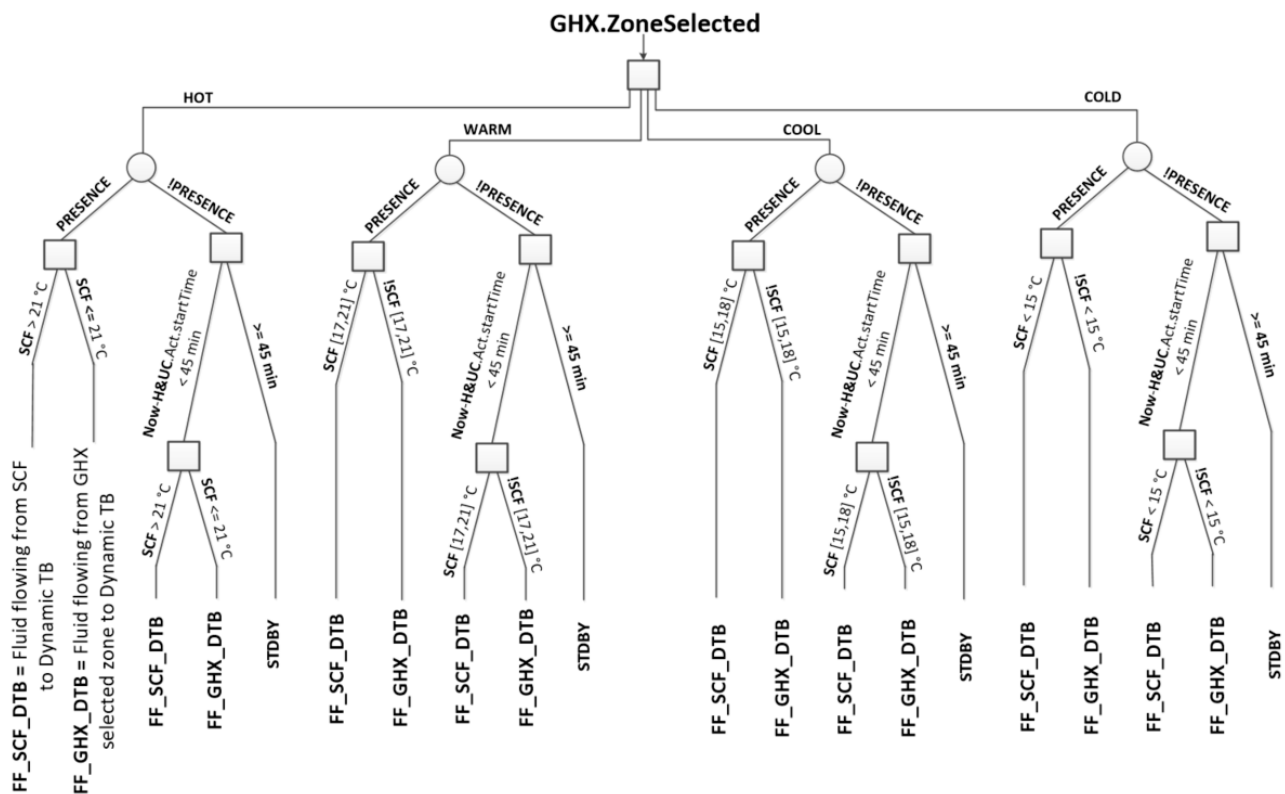 GHX.ZoneSelected
HOT
WARM
COOL
COLD
PRESENCE
!PRESENCE
PRESENCE
!PRESENCE
PRESENCE
!PRESENCE
PRESENCE
!PRESENCE
SCF > 21 °C
SCF <= 21 °C
Now-H&UC.Act.startTime
< 45 min
>= 45 min
SCF [17,21] °C
!SCF [17,21] °C
Now-H&UC.Act.startTime
< 45 min
>= 45 min
SCF [15,18] °C
!SCF [15,18] °C
Now-H&UC.Act.startTime
< 45 min
>= 45 min
SCF < 15 °C
!SCF < 15 °C
Now-H&UC.Act.startTime
< 45 min
>= 45 min
SCF > 21 °C
SCF <= 21 °C
SCF [17,21] °C
!SCF [17,21] °C
SCF [15,18] °C
!SCF [15,18] °C
SCF < 15 °C
!SCF < 15 °C
FF_SCF_DTB = Fluid flowing from SCF
to Dynamic TB
FF_GHX_DTB = Fluid flowing from GHX
selected zone to Dynamic TB
FF_SCF_DTB
FF_GHX_DTB
STDBY
FF_SCF_DTB
FF_GHX_DTB
FF_SCF_DTB
FF_GHX_DTB
STDBY
FF_SCF_DTB
FF_GHX_DTB
FF_SCF_DTB
FF_GHX_DTB
STDBY
FF_SCF_DTB
FF_GHX_DTB
FF_SCF_DTB
FF_GHX_DTB
STDBY